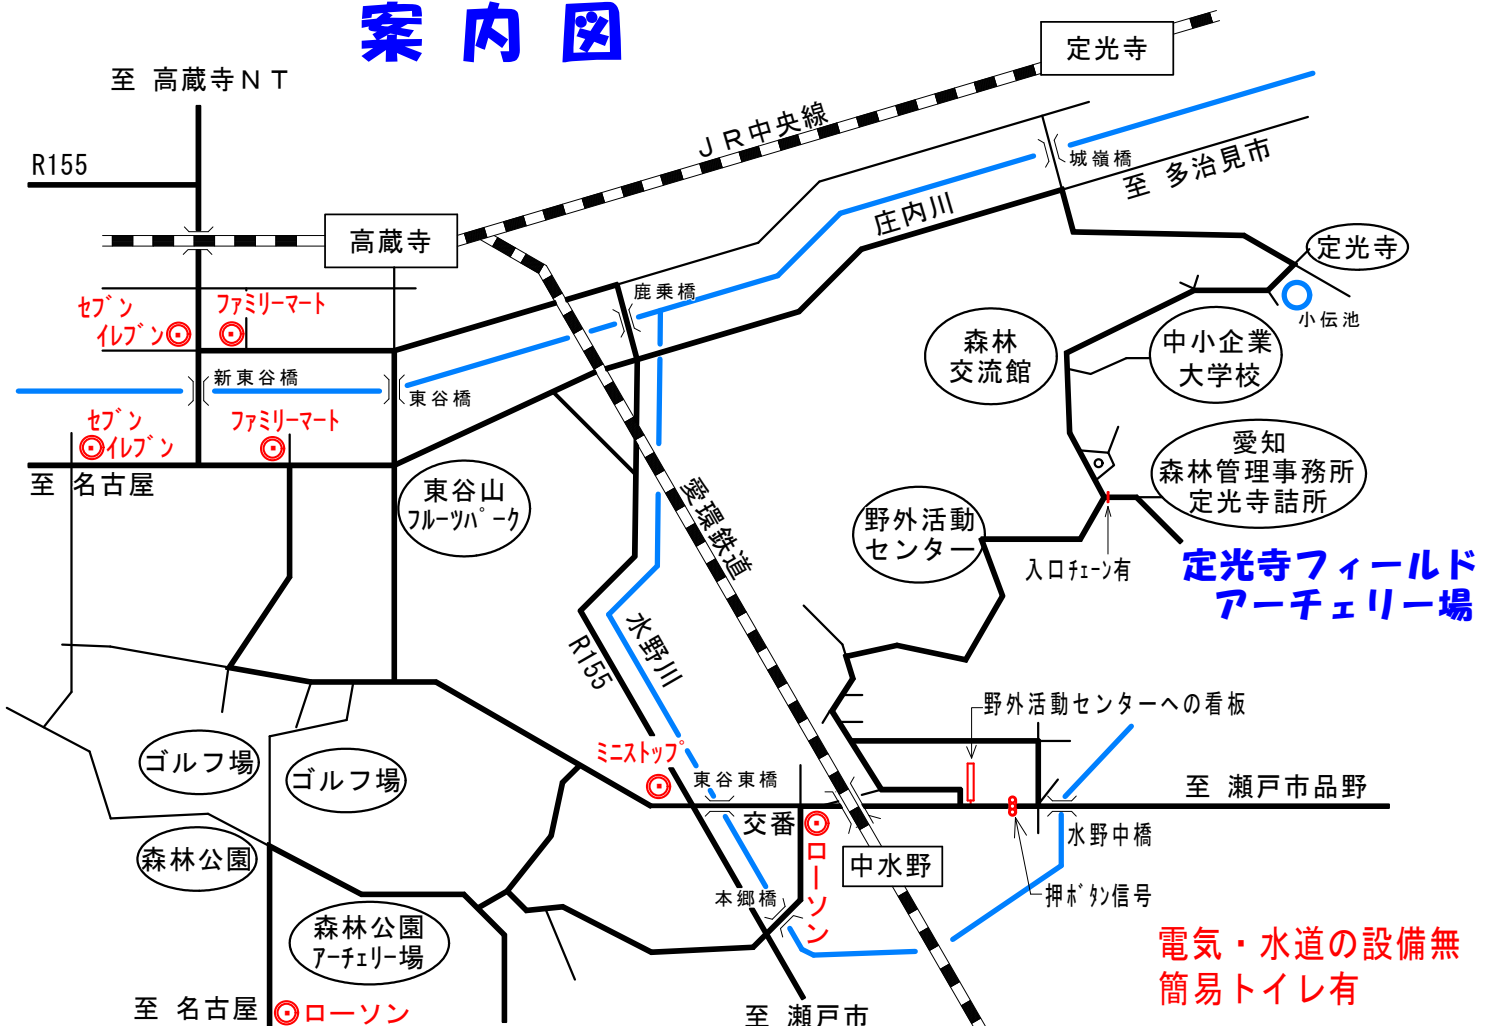 案内図
定光寺
至 高蔵寺NT
JR中央線
R155
城嶺橋
至 多治見市
庄内川
高蔵寺
定光寺
鹿乗橋
セブン
イレブン
ファミリーマート
小伝池
森林
交流館
中小企業
大学校
新東谷橋
東谷橋
セブン
イレブン
ファミリーマート
愛知
森林管理事務所
定光寺詰所
至 名古屋
東谷山
フルーツパーク
愛環鉄道
野外活動
センター
入口チェーン有
定光寺フィールド
アーチェリー場
水野川
R155
野外活動センターへの看板
ゴルフ場
ゴルフ場
ミニストップ
東谷東橋
至 瀬戸市品野
交番
ローソン
水野中橋
森林公園
中水野
本郷橋
押ボタン信号
森林公園
アーチェリー場
電気・水道の設備無
簡易トイレ有
至 名古屋
ローソン
至 瀬戸市